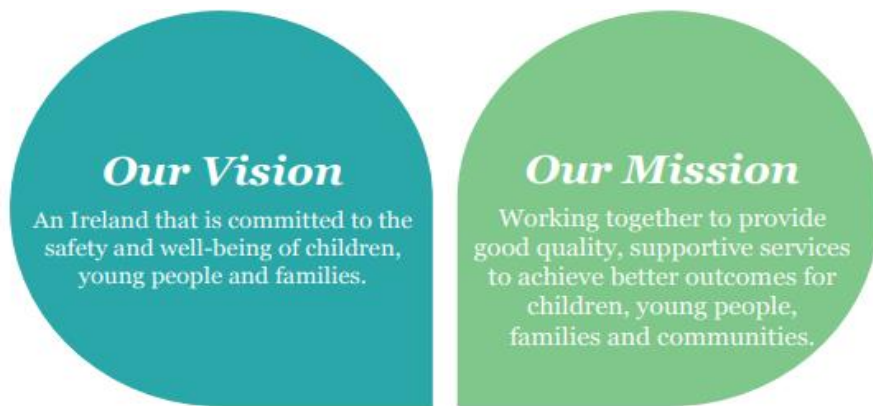 Our Vision
An Ireland that is committed to the
safety and well-being of children,
young people and families.
Our Mission
Working together to provide
good quality, supportive services
to achieve better outcomes for
children, young people,
families and communities.